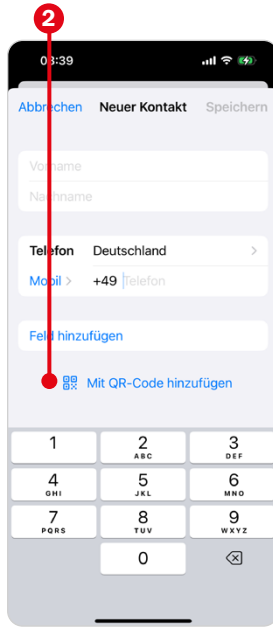 2
03:39
Abbrechen Neuer Kontakt Speichern
Vorname
Nachname
Telefon Deutschland
Mobil +49 Telefon
Feld hinzufügen
Mit QR-Code hinzufügen
1 2 3
ABC DEF
4 5 6
GHI JKL MNO
7 8 9
PQRS TUV WXYZ
0